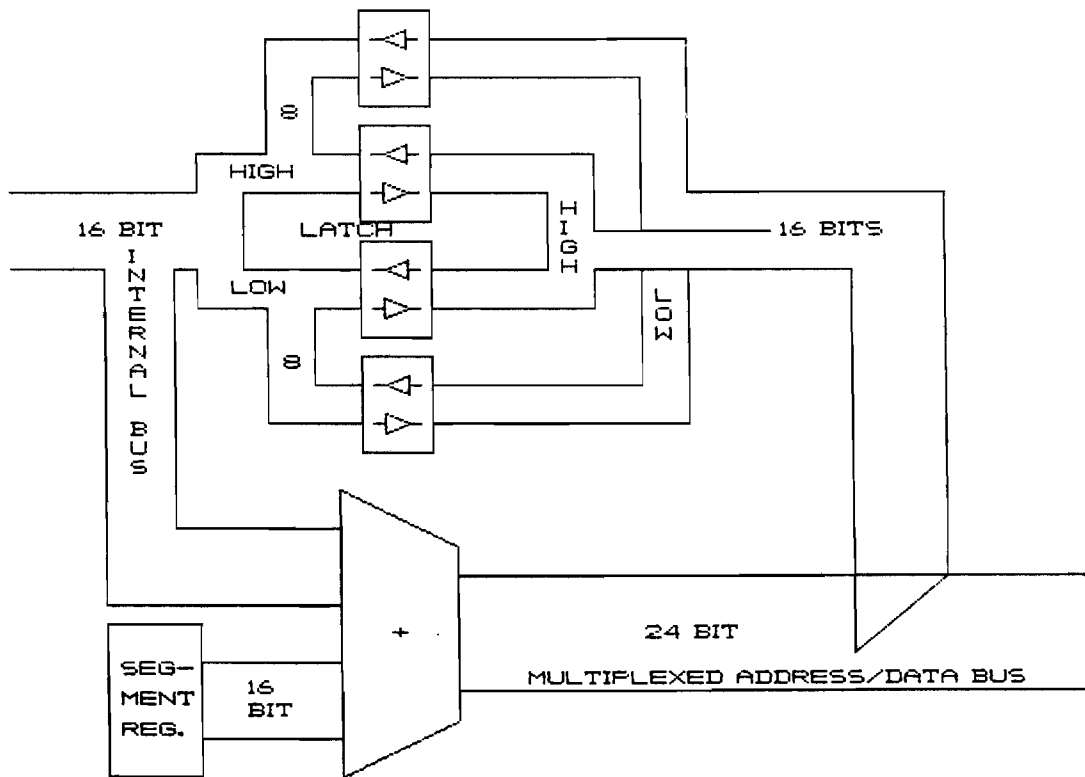 8
HIGH
16 BIT
INTERNAL BUS
LATCH
HIGH
16 BITS
LOW
LOW
8
+
24 BIT
MULTIPLEXED ADDRESS/DATA BUS
SEG-
MENT
REG.
16
BIT